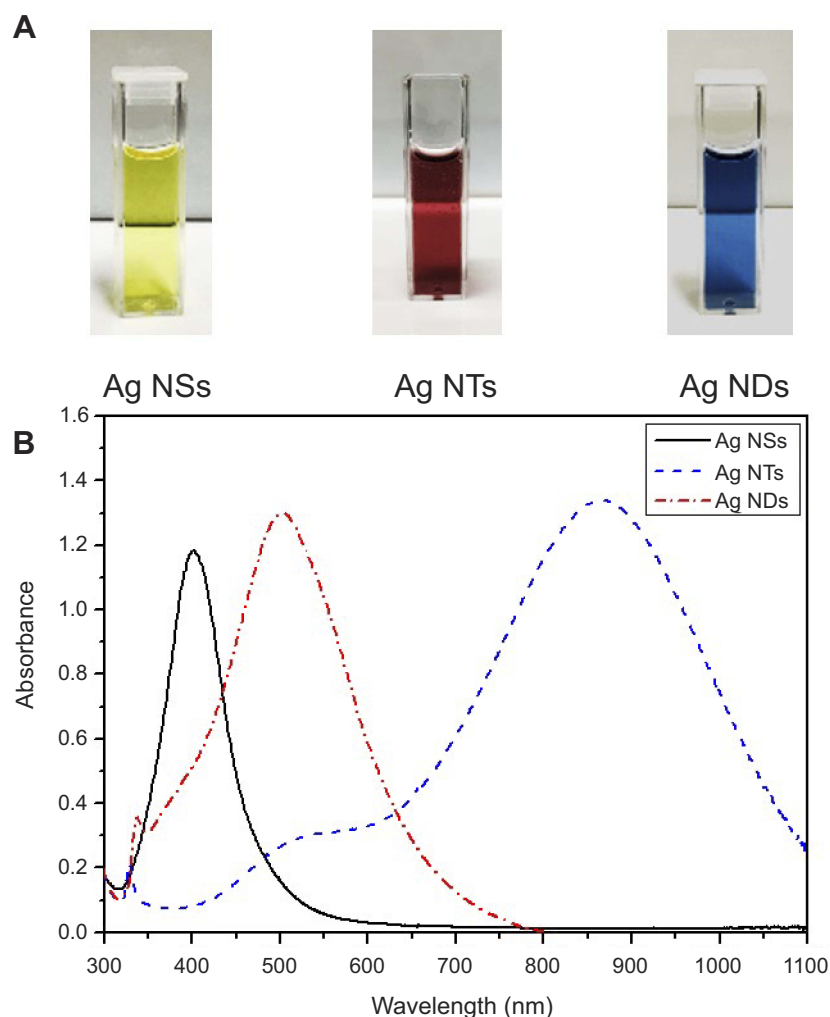 A
Ag NSs Ag NTs Ag NDs
B
1.6
1.4
1.2
1.0
0.8
0.6
0.4
0.2
0.0
Absorbance
Ag NSs
Ag NTs
Ag NDs
300 400 500 600 700 800 900 1000 1100
Wavelength (nm)